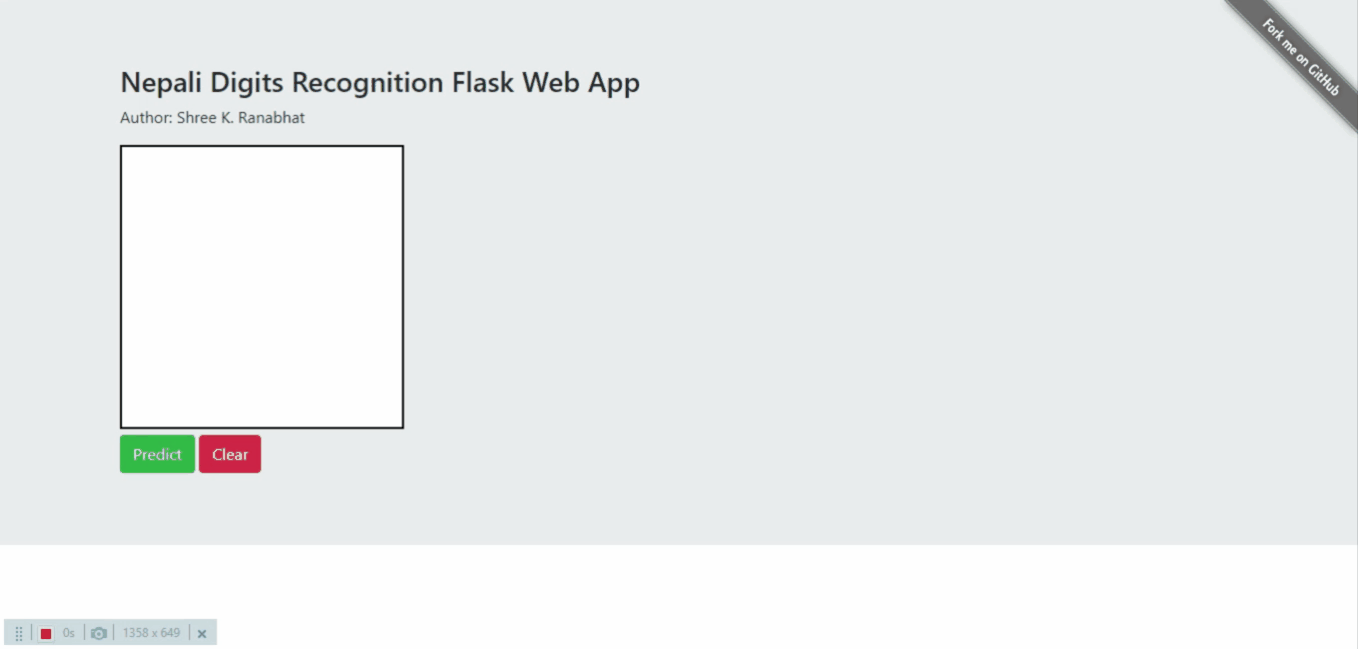 Fork me on GitHub
Nepali Digits Recognition Flask Web App
Author: Shree K. Ranabhat
Predict Clear
0s 1358 x 649